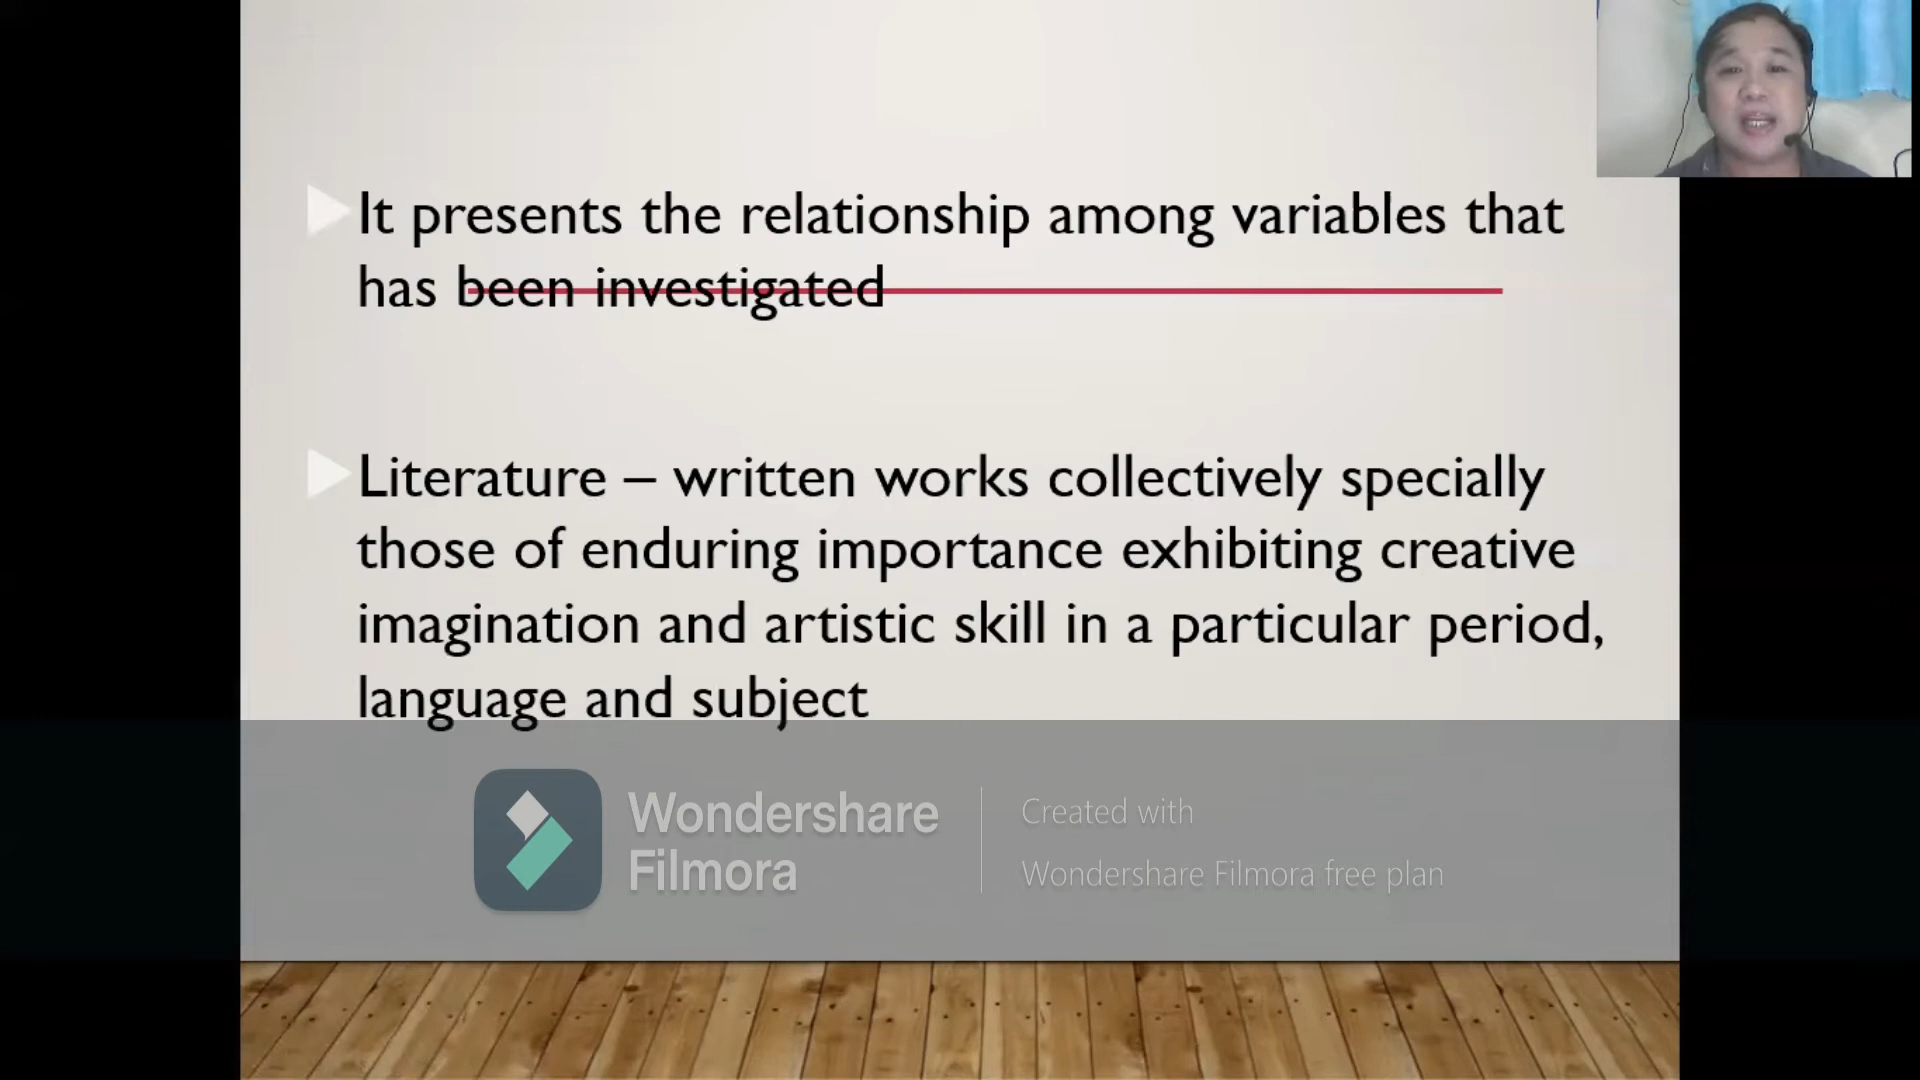 It presents the relationship among variables that
has been investigated
Literature – written works collectively specially
those of enduring importance exhibiting creative
imagination and artistic skill in a particular period,
language and subject
Wondershare
Filmora
Created with
Wondershare Filmora free plan